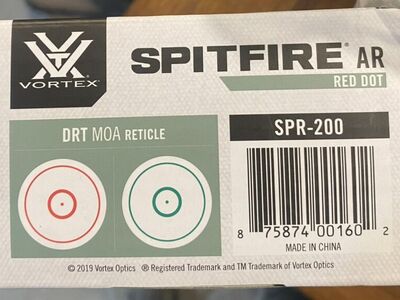 SPITFIRE® AR
VORTEX®
RED DOT
DRT MOA RETICLE
SPR-200
8 75874 00160 2
MADE IN CHINA
© 2019 Vortex Optics ® Registered Trademark and TM Trademark of Vortex Optics